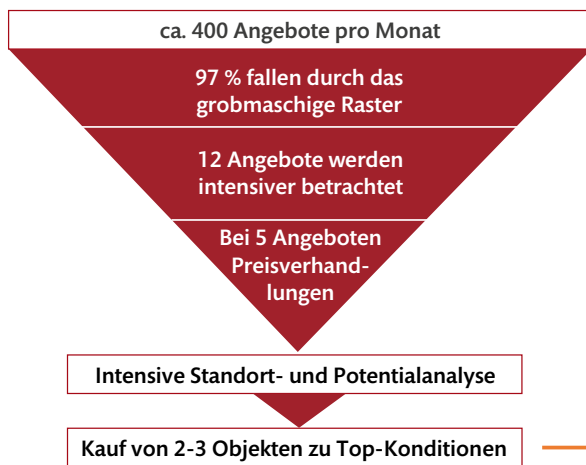 ca. 400 Angebote pro Monat
97 % fallen durch das
grobmaschige Raster
12 Angebote werden
intensiver betrachtet
Bei 5 Angeboten
Preisverhand-
lungen
Intensive Standort- und Potentialanalyse
Kauf von 2-3 Objekten zu Top-Konditionen